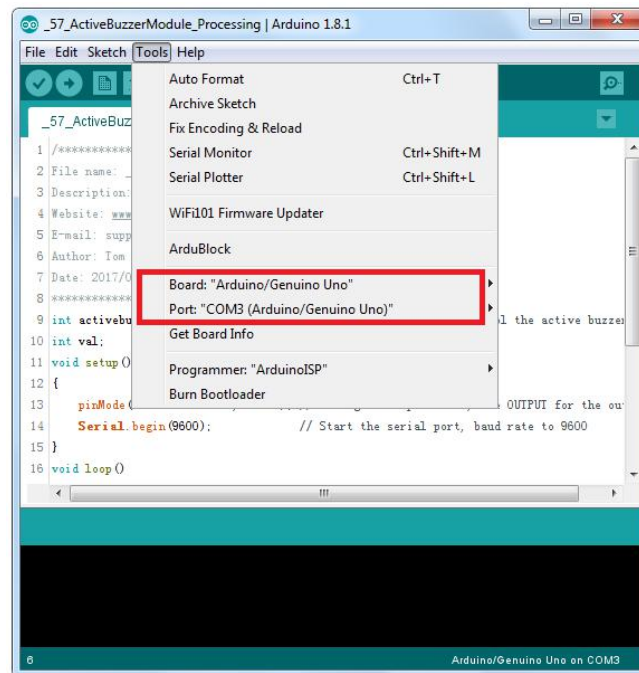 _57_ActiveBuzzerModule_Processing | Arduino 1.8.1
File Edit Sketch Tools Help
Auto Format Ctrl+T
Archive Sketch
Fix Encoding & Reload
Serial Monitor Ctrl+Shift+M
Serial Plotter Ctrl+Shift+L
WiFi101 Firmware Updater
ArduBlock
Board: "Arduino/Genuino Uno"
Port: "COM3 (Arduino/Genuino Uno)"
Get Board Info
Programmer: "ArduinoISP"
Burn Bootloader
_57_ActiveBuz
1 /************
2 File name: _
3 Description:
4 Website: www
5 E-mail: supp
6 Author: Tom
7 Date: 2017/0
8 ************
9 int activebu l the active buzzer
10 int val;
11 void setup()
12 {
13 pinMode( OUTPUT for the ou
14 Serial.begin(9600); // Start the serial port, baud rate to 9600
15 }
16 void loop()
6 Arduino/Genuino Uno on COM3